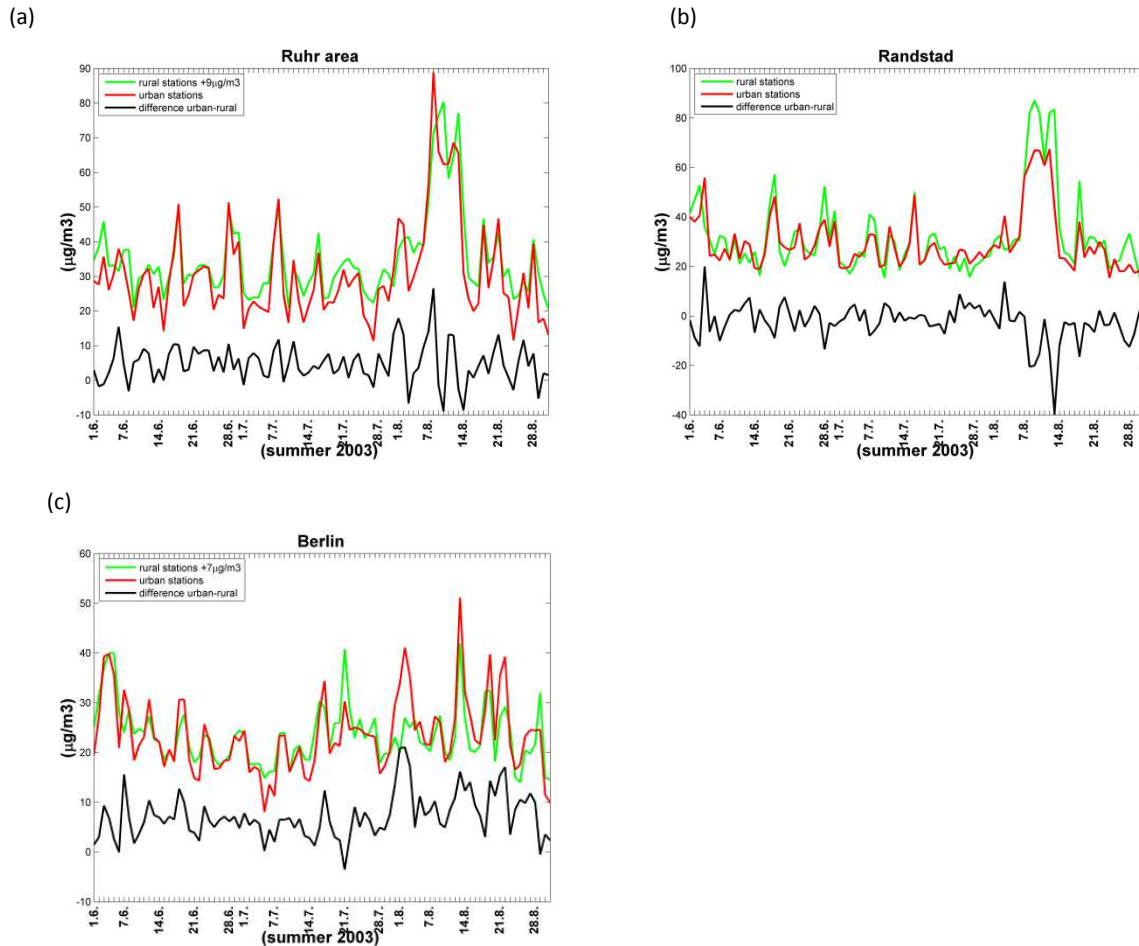 (a)
Ruhr area
rural stations +9µg/m3
urban stations
difference urban-rural
90
80
70
60
50
40
30
20
10
0
-10
(µg/m3)
1.6. 7.6. 14.6. 21.6. 28.6. 1.7. 7.7. 14.7. 21.7. 28.7. 1.8. 7.8. 14.8. 21.8. 28.8.
(summer 2003)
(b)
Randstad
rural stations
urban stations
difference urban-rural
100
80
60
40
20
0
-20
-40
(µg/m3)
1.6. 7.6. 14.6. 21.6. 28.6. 1.7. 7.7. 14.7. 21.7. 28.7. 1.8. 7.8. 14.8. 21.8. 28.8.
(summer 2003)
(c)
Berlin
rural stations +7µg/m3
urban stations
difference urban-rural
60
50
40
30
20
10
0
-10
(µg/m3)
1.6. 7.6. 14.6. 21.6. 28.6. 1.7. 7.7. 14.7. 21.7. 28.7. 1.8. 7.8. 14.8. 21.8. 28.8.
(summer 2003)